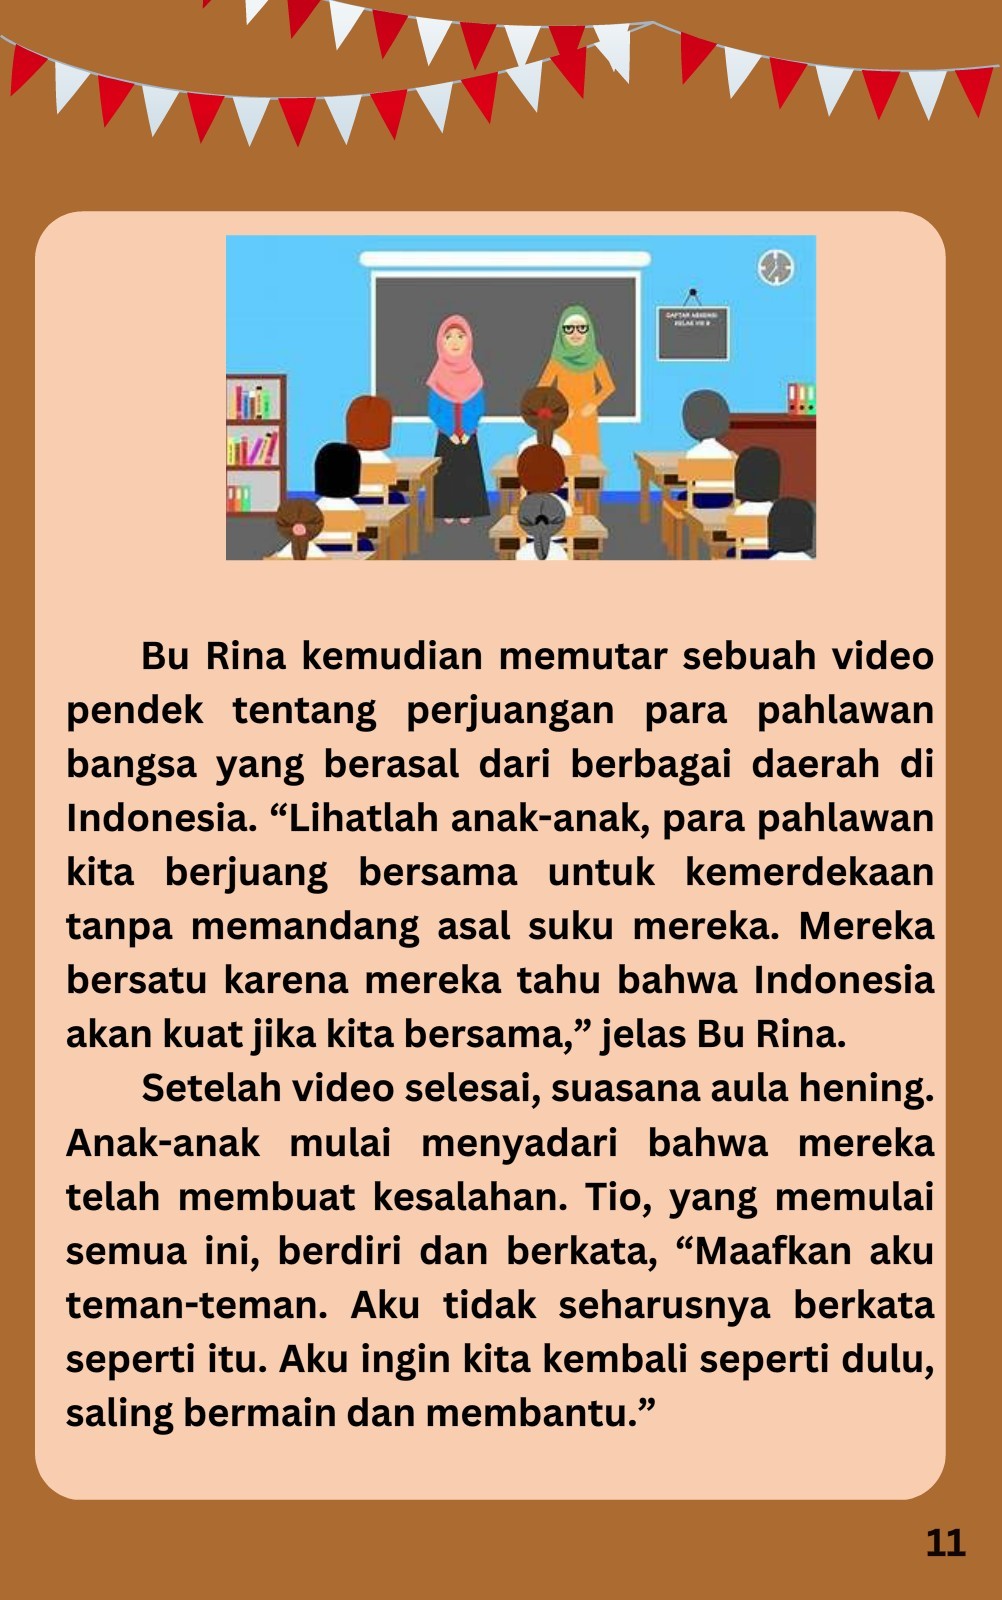 DAFTAR ABSENSI
KELAS VIII B
Bu Rina kemudian memutar sebuah video
pendek tentang perjuangan para pahlawan
bangsa yang berasal dari berbagai daerah di
Indonesia. “Lihatlah anak-anak, para pahlawan
kita berjuang bersama untuk kemerdekaan
tanpa memandang asal suku mereka. Mereka
bersatu karena mereka tahu bahwa Indonesia
akan kuat jika kita bersama,” jelas Bu Rina.
Setelah video selesai, suasana aula hening.
Anak-anak mulai menyadari bahwa mereka
telah membuat kesalahan. Tio, yang memulai
semua ini, berdiri dan berkata, “Maafkan aku
teman-teman. Aku tidak seharusnya berkata
seperti itu. Aku ingin kita kembali seperti dulu,
saling bermain dan membantu.”
11